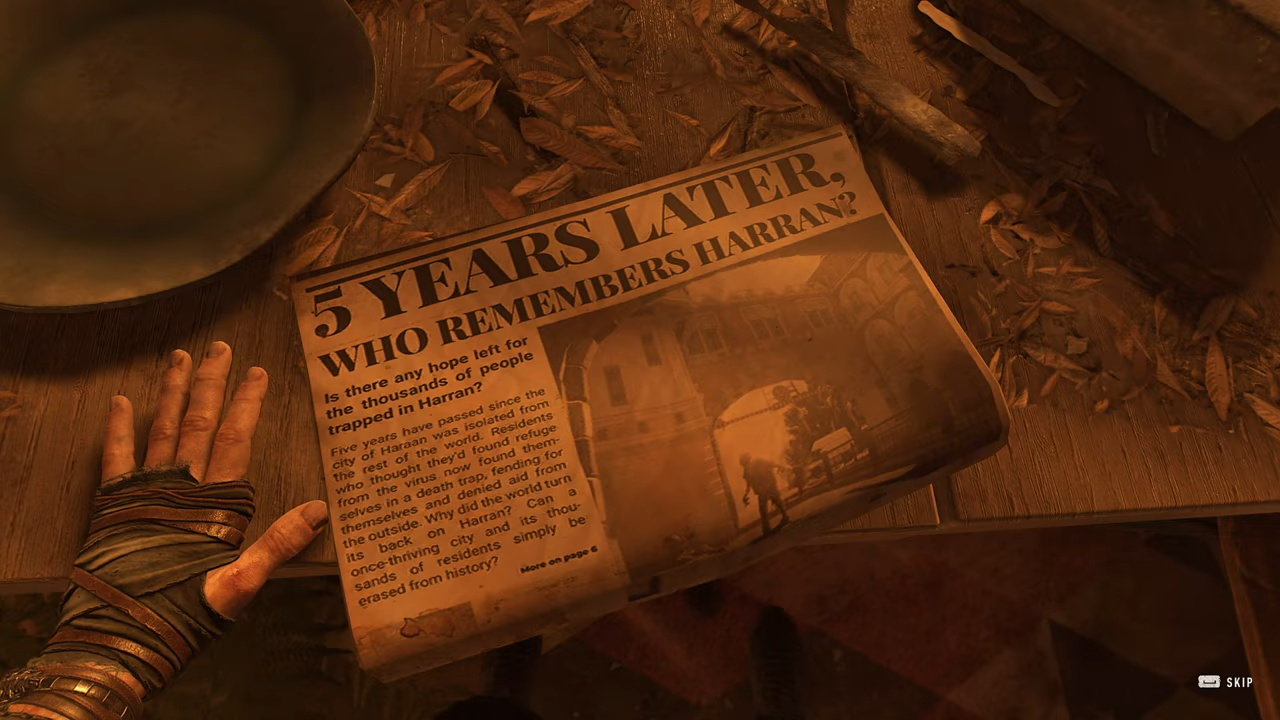 5 YEARS LATER,
WHO REMEMBERS HARRAN?
Is there any hope left for
the thousands of people
trapped in Harran?
Five years have passed since the
city of Haraan was isolated from
the rest of the world. Residents
who thought they'd found refuge
from the virus now found them-
selves in a death trap, fending for
themselves and denied aid from
the outside. Why did the world turn
its back on Harran? Can a
once-thriving city and its thou-
sands of residents simply be
erased from history?
More on page 6
SKIP